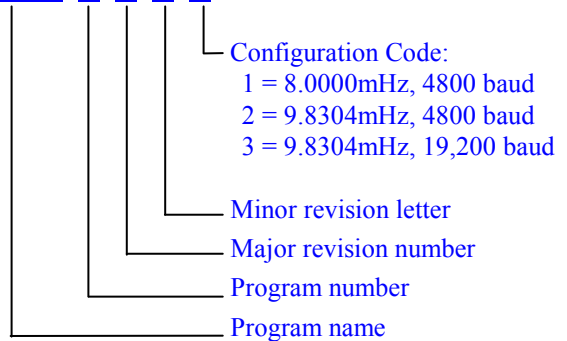 Configuration Code:
1 = 8.0000mHz, 4800 baud
2 = 9.8304mHz, 4800 baud
3 = 9.8304mHz, 19,200 baud
Minor revision letter
Major revision number
Program number
Program name